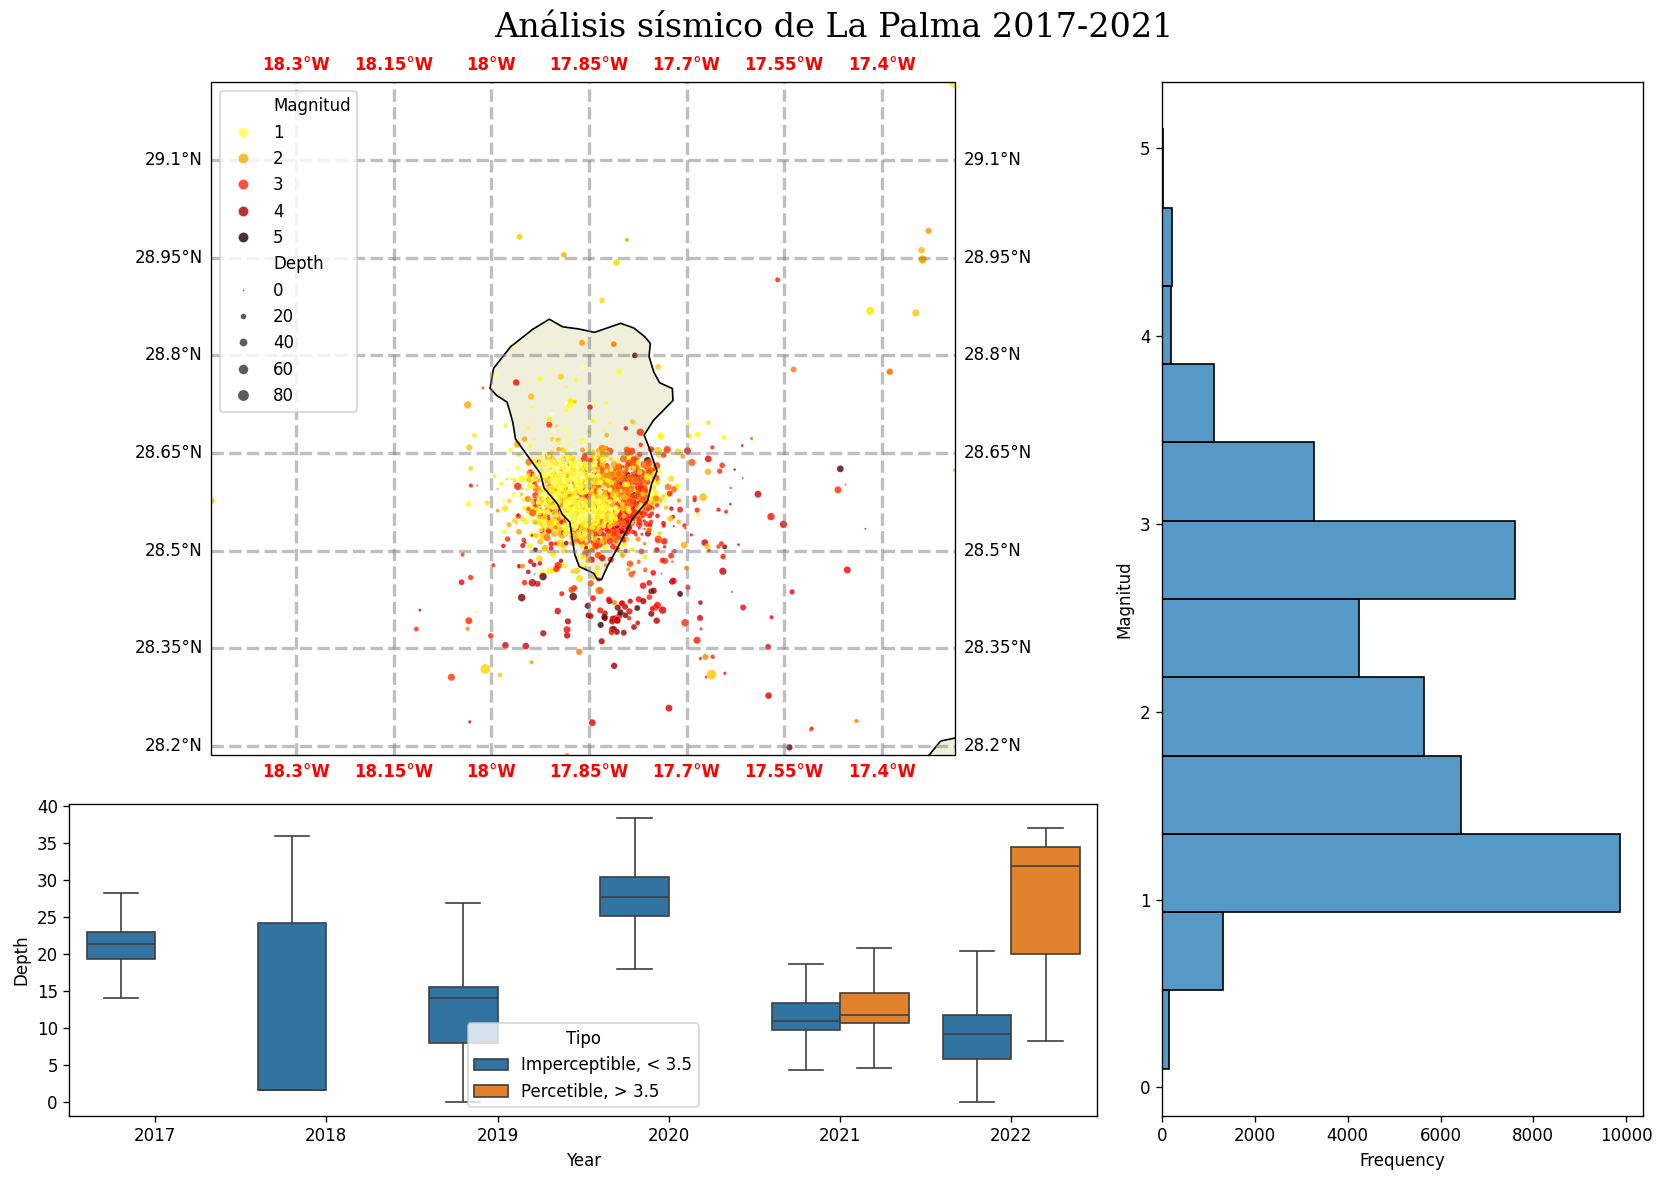 Análisis sísmico de La Palma 2017-2021
18.3°W 18.15°W 18°W 17.85°W 17.7°W 17.55°W 17.4°W
Magnitud
1
2
3
4
5
Depth
0
20
40
60
80
29.1°N 29.1°N
28.95°N 28.95°N
28.8°N 28.8°N
28.65°N 28.65°N
28.5°N 28.5°N
28.35°N 28.35°N
28.2°N 28.2°N
18.3°W 18.15°W 18°W 17.85°W 17.7°W 17.55°W 17.4°W
Magnitud
5
4
3
2
1
0
0 2000 4000 6000 8000 10000
Frequency
Depth
40
35
30
25
20
15
10
5
0
Tipo
Imperceptible, < 3.5
Percetible, > 3.5
2017 2018 2019 2020 2021 2022
Year